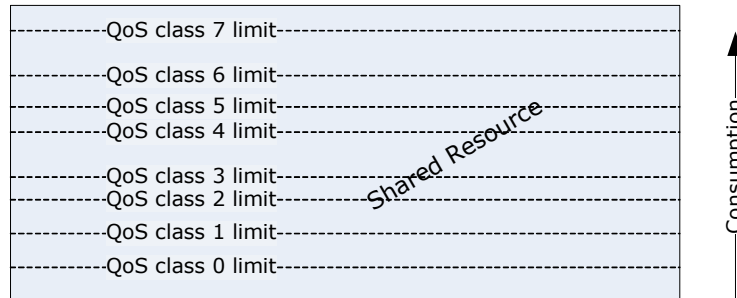 QoS class 7 limit
QoS class 6 limit
QoS class 5 limit
QoS class 4 limit
QoS class 3 limit
QoS class 2 limit
QoS class 1 limit
QoS class 0 limit
Shared Resource
Consumption